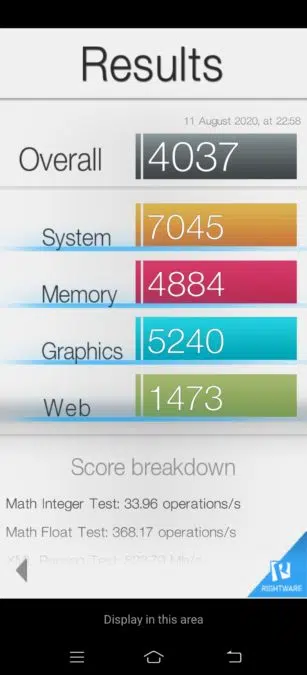 Results
11 August 2020, at 22:58
Overall 4037
System 7045
Memory 4884
Graphics 5240
Web 1473
Score breakdown
Math Integer Test: 33.96 operations/s
Math Float Test: 368.17 operations/s
RIGHTWARE
Display in this area